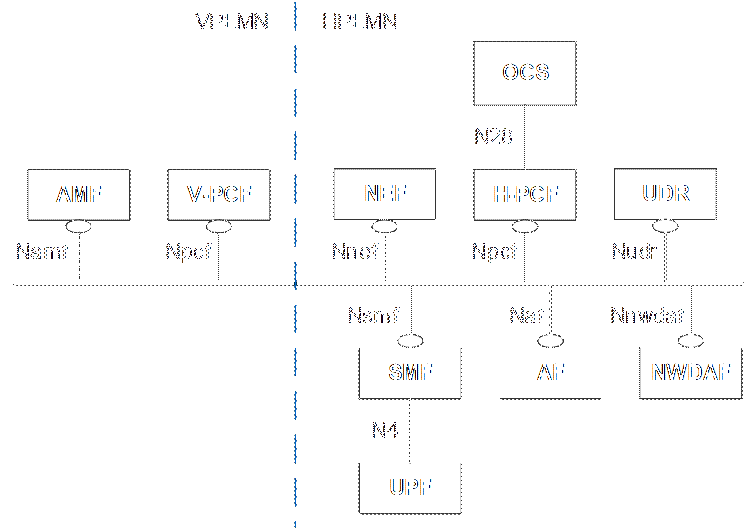 VPLMN HPLMN
OCS
N28
AMF V-PCF NEF H-PCF UDR
Namf Npcf Nnef Npcf Nudr
Nsmf Naf Nnwdaf
SMF AF NWDAF
N4
UPF